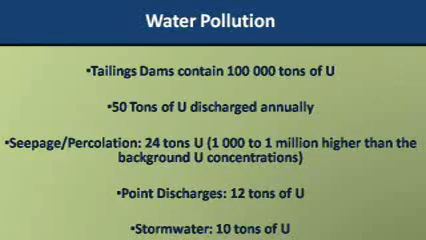 Water Pollution
•Tailings Dams contain 100 000 tons of U
•50 Tons of U discharged annually
•Seepage/Percolation: 24 tons U (1 000 to 1 million higher than the
background U concentrations)
•Point Discharges: 12 tons of U
•Stormwater: 10 tons of U